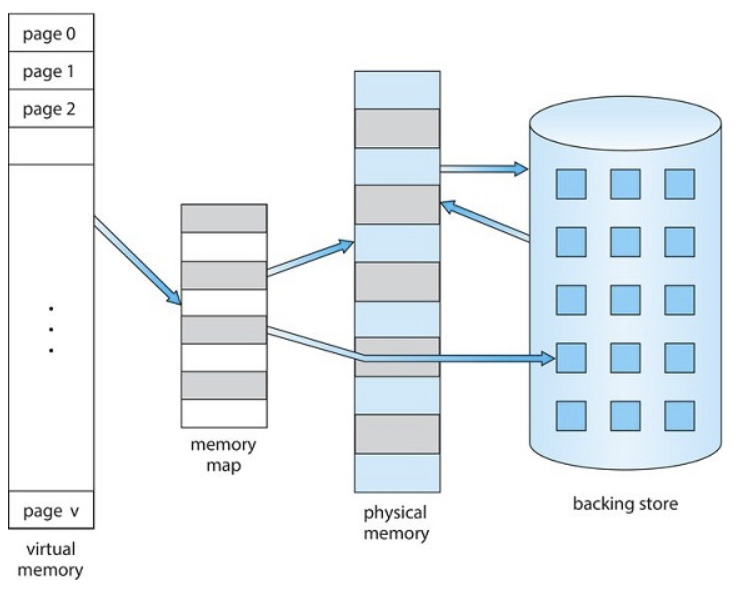 page 0
page 1
page 2
page v
virtual
memory
memory
map
physical
memory
backing store